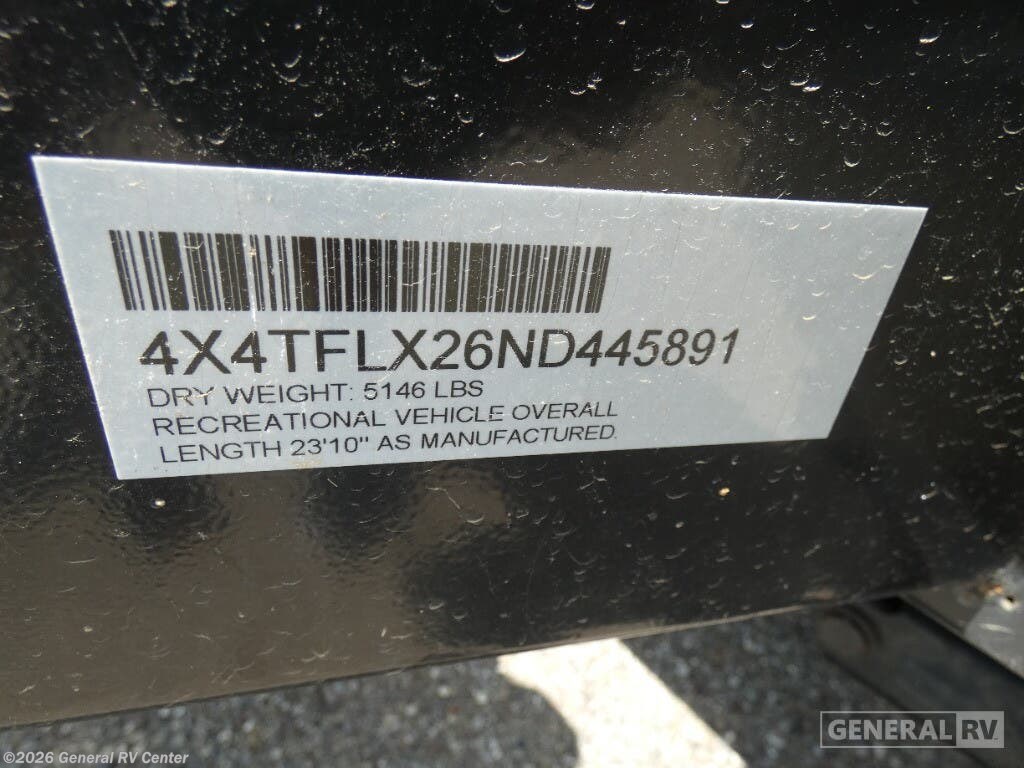 4X4TFLX26ND445891
DRY WEIGHT: 5146 LBS
RECREATIONAL VEHICLE OVERALL
LENGTH 23'10" AS MANUFACTURED.
GENERAL RV
©2026 General RV Center